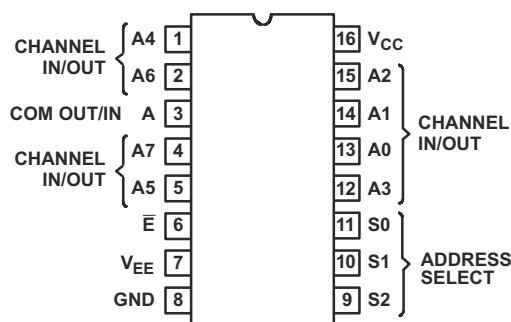 CHANNEL IN/OUT
A4 1
A6 2
COM OUT/IN A 3
CHANNEL IN/OUT
A7 4
A5 5
E̅ 6
VEE 7
GND 8
16 VCC
15 A2
14 A1
13 A0
12 A3
CHANNEL IN/OUT
11 S0
10 S1
9 S2
ADDRESS SELECT